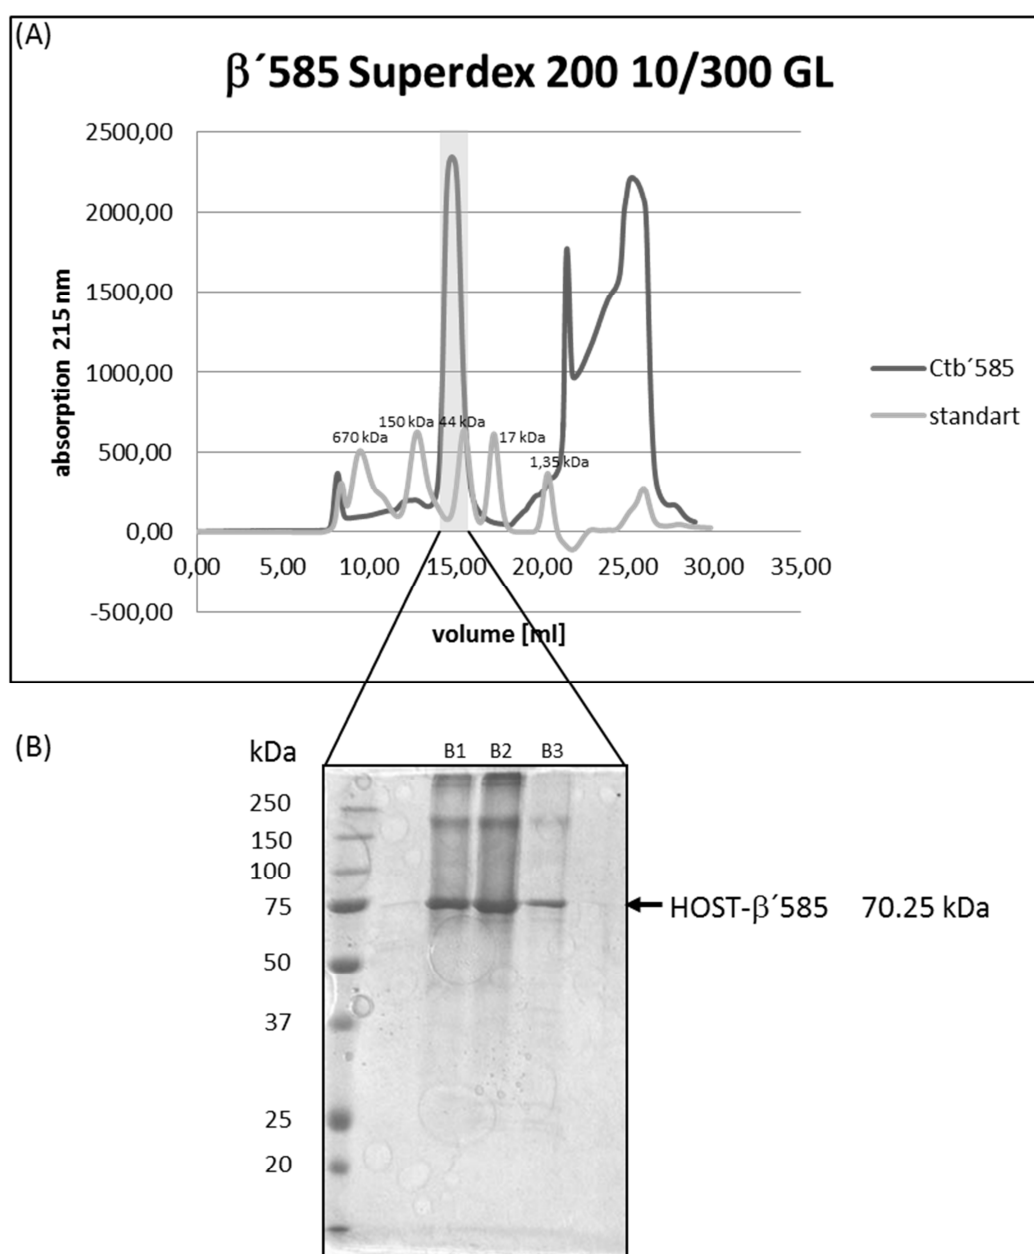 (A)
β´585 Superdex 200 10/300 GL
absorption 215 nm
2500,00
2000,00
1500,00
1000,00
500,00
0,00
-500,00
670 kDa
150 kDa
44 kDa
17 kDa
1,35 kDa
Ctb´585
standart
0,00 5,00 10,00 15,00 20,00 25,00 30,00 35,00
volume [ml]
(B)
kDa B1 B2 B3
250
150
100
75
HOST-β´585 70.25 kDa
50
37
25
20